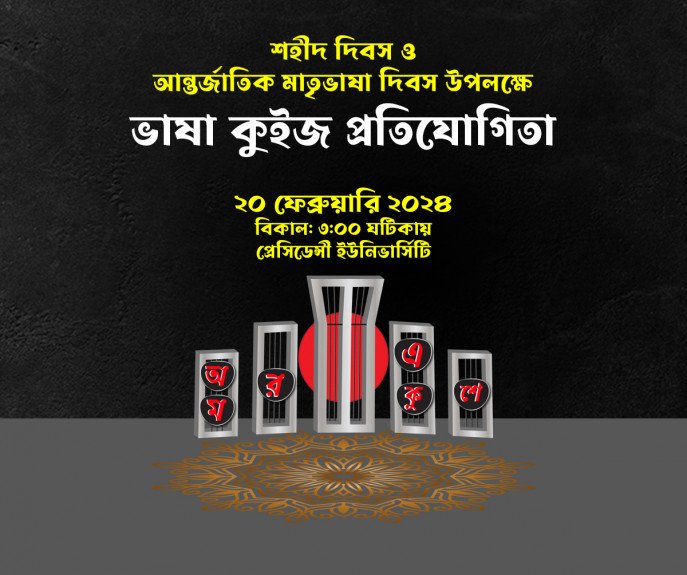 শহীদ দিবস ও
আন্তর্জাতিক মাতৃভাষা দিবস উপলক্ষে
ভাষা কুইজ প্রতিযোগিতা
২০ ফেব্রুয়ারি ২০২৪
বিকাল: ৩:০০ ঘটিকায়
প্রেসিডেন্সী ইউনিভার্সিটি
অ ম র এ কু শে